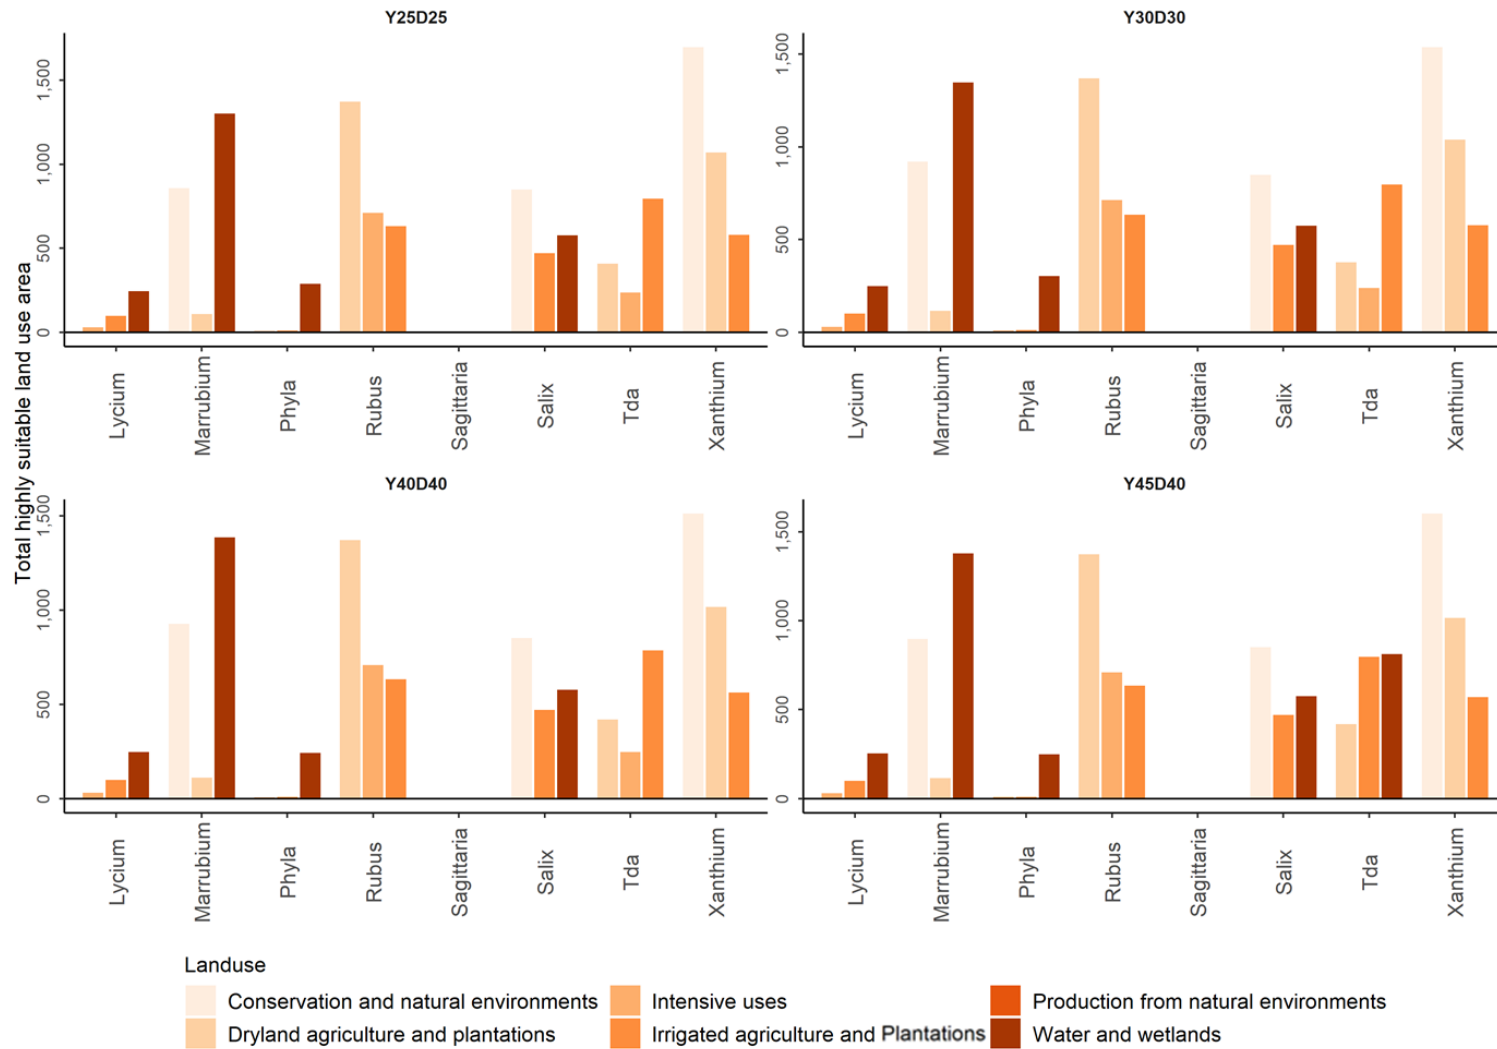 Y25D25
Y30D30
Total highly suitable land use area
1,500
1,000
500
0
Lycium
Marrubium
Phyla
Rubus
Sagittaria
Salix
Tda
Xanthium
1,500
1,000
500
0
Lycium
Marrubium
Phyla
Rubus
Sagittaria
Salix
Tda
Xanthium
Y40D40
Y45D40
1,500
1,000
500
0
Lycium
Marrubium
Phyla
Rubus
Sagittaria
Salix
Tda
Xanthium
1,500
1,000
500
0
Lycium
Marrubium
Phyla
Rubus
Sagittaria
Salix
Tda
Xanthium
Landuse
Conservation and natural environments
Intensive uses
Production from natural environments
Dryland agriculture and plantations
Irrigated agriculture and Plantations
Water and wetlands